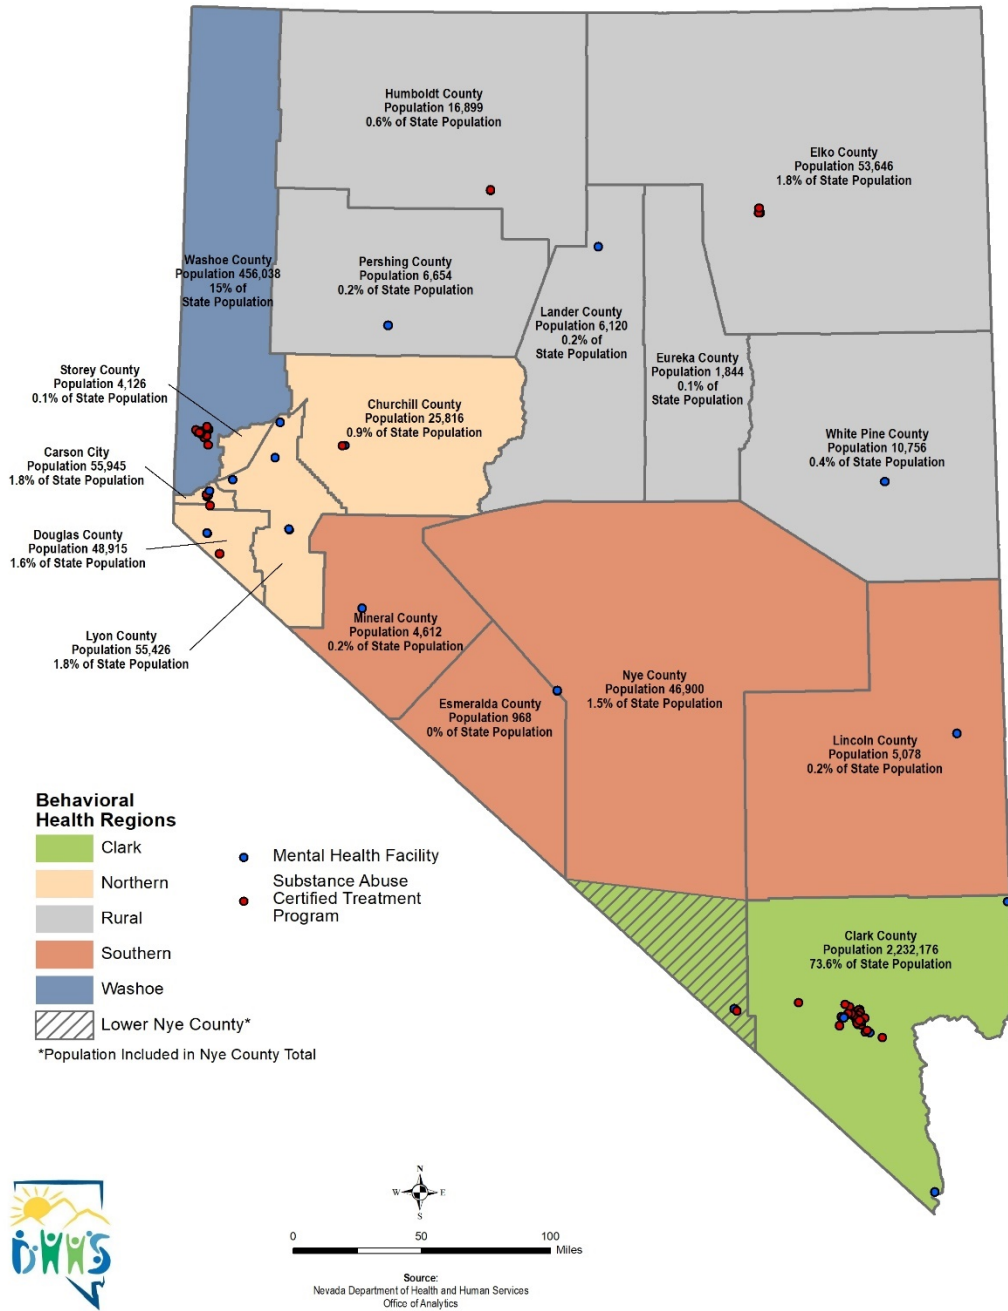 Humboldt County
Population 16,899
0.6% of State Population
Elko County
Population 53,646
1.8% of State Population
Washoe County
Population 456,038
15% of
State Population
Pershing County
Population 6,654
0.2% of State Population
Lander County
Population 6,120
0.2% of
State Population
Eureka County
Population 1,844
0.1% of
State Population
Storey County
Population 4,126
0.1% of State Population
Churchill County
Population 25,816
0.9% of State Population
White Pine County
Population 10,756
0.4% of State Population
Carson City
Population 55,945
1.8% of State Population
Douglas County
Population 48,915
1.6% of State Population
Lyon County
Population 55,426
1.8% of State Population
Mineral County
Population 4,612
0.2% of State Population
Esmeralda County
Population 968
0% of State Population
Nye County
Population 46,900
1.5% of State Population
Lincoln County
Population 5,078
0.2% of State Population
Clark County
Population 2,232,176
73.6% of State Population
Behavioral
Health Regions
Clark
Northern
Rural
Southern
Washoe
Lower Nye County*
*Population Included in Nye County Total
Mental Health Facility
Substance Abuse
Certified Treatment
Program
N
W E
S
0 50 100
Miles
Source:
Nevada Department of Health and Human Services
Office of Analytics
DHHS